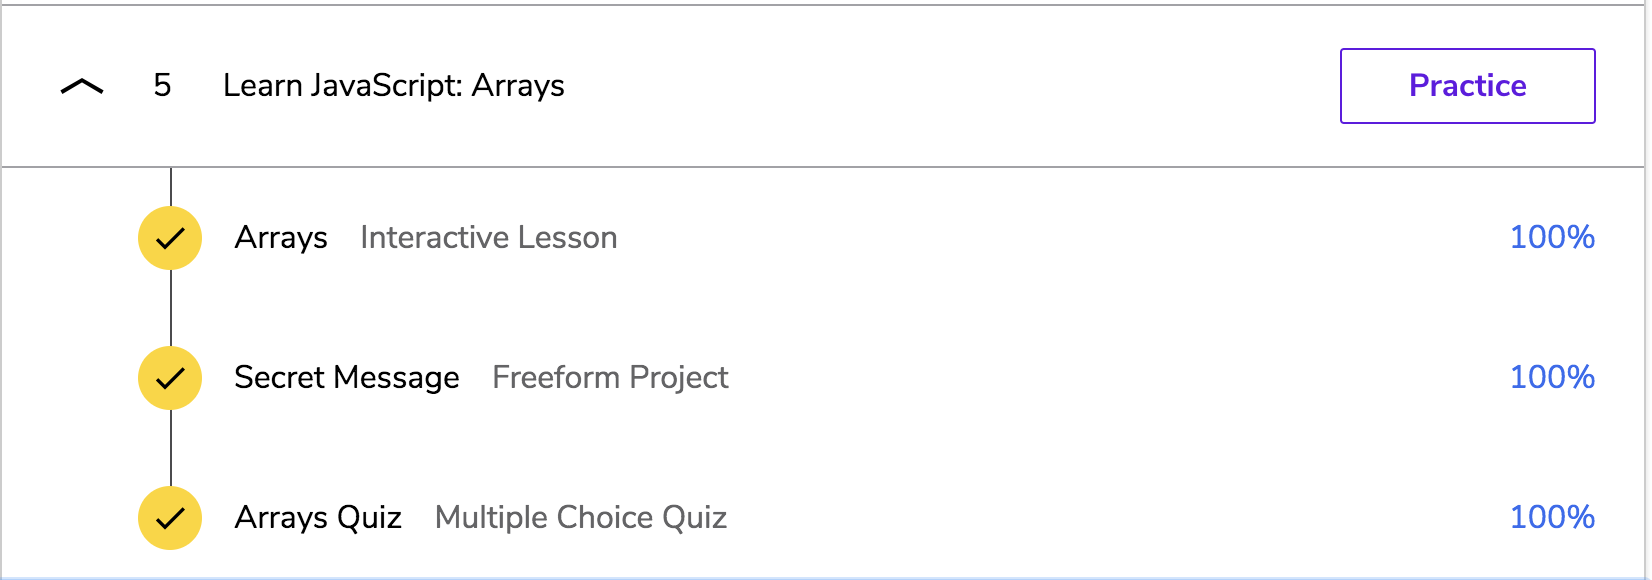 5 Learn JavaScript: Arrays Practice
Arrays Interactive Lesson 100%
Secret Message Freeform Project 100%
Arrays Quiz Multiple Choice Quiz 100%